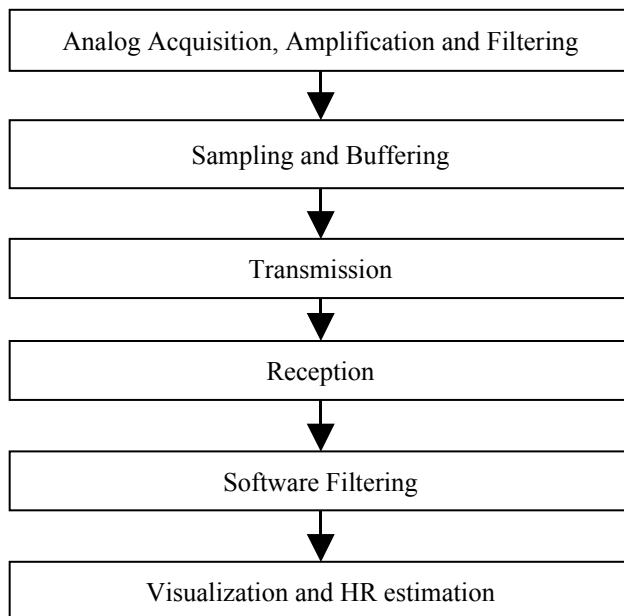 Analog Acquisition, Amplification and Filtering
Sampling and Buffering
Transmission
Reception
Software Filtering
Visualization and HR estimation